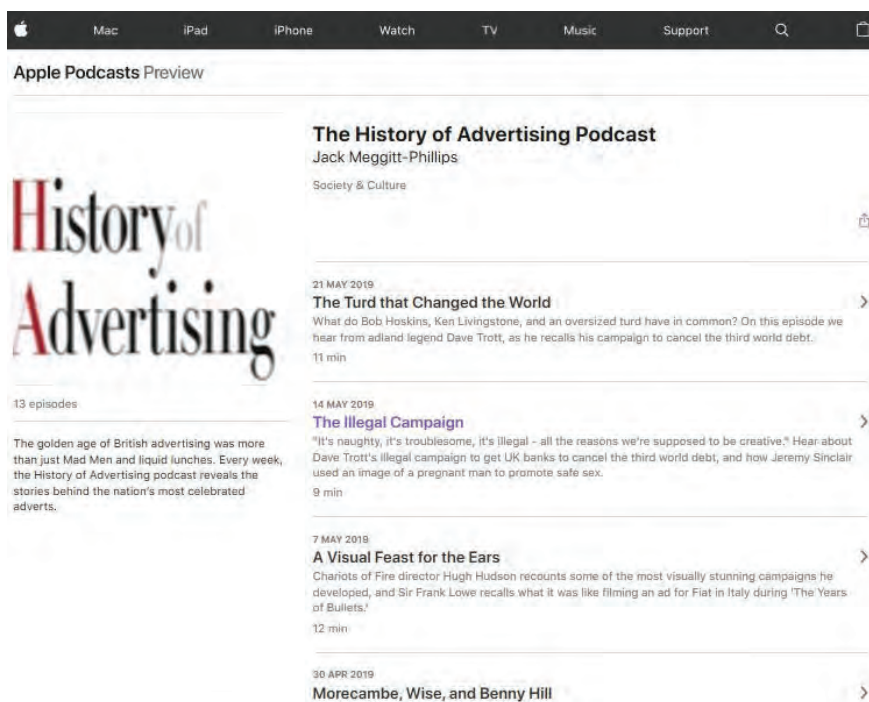 Mac iPad iPhone Watch TV Music Support
Apple Podcasts Preview
History of
Advertising
13 episodes
The golden age of British advertising was more
than just Mad Men and liquid lunches. Every week,
the History of Advertising podcast reveals the
stories behind the nation's most celebrated
adverts.
The History of Advertising Podcast
Jack Meggitt-Phillips
Society & Culture
21 MAY 2019
The Turd that Changed the World
What do Bob Hoskins, Ken Livingstone, and an oversized turd have in common? On this episode we
hear from adland legend Dave Trott, as he recalls his campaign to cancel the third world debt.
11 min
14 MAY 2019
The Illegal Campaign
"It's naughty, it's troublesome, it's illegal - all the reasons we're supposed to be creative." Hear about
Dave Trott's illegal campaign to get UK banks to cancel the third world debt, and how Jeremy Sinclair
used an image of a pregnant man to promote safe sex.
9 min
7 MAY 2019
A Visual Feast for the Ears
Chariots of Fire director Hugh Hudson recounts some of the most visually stunning campaigns he
developed, and Sir Frank Lowe recalls what it was like filming an ad for Fiat in Italy during 'The Years
of Bullets.'
12 min
30 APR 2019
Morecambe, Wise, and Benny Hill